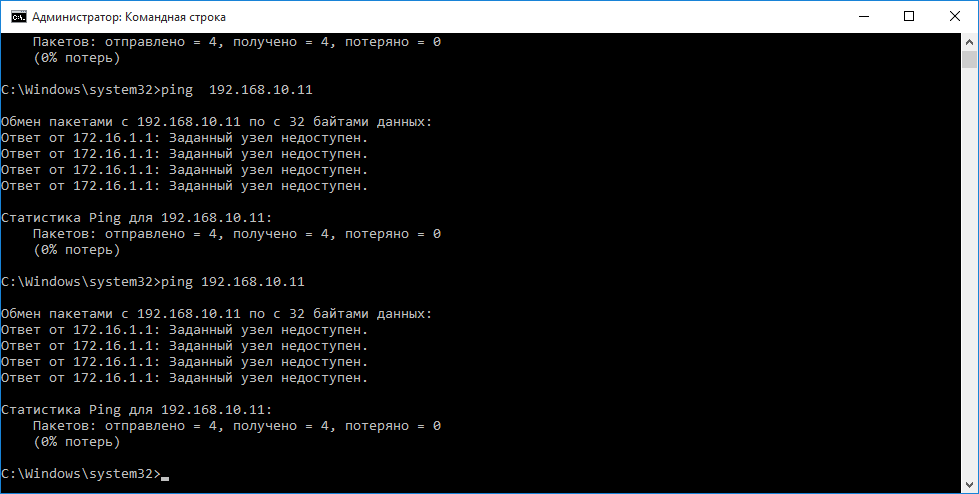 Администратор: Командная строка
Пакетов: отправлено = 4, получено = 4, потеряно = 0
(0% потерь)
C:\Windows\system32>ping  192.168.10.11
Обмен пакетами с 192.168.10.11 по с 32 байтами данных:
Ответ от 172.16.1.1: Заданный узел недоступен.
Ответ от 172.16.1.1: Заданный узел недоступен.
Ответ от 172.16.1.1: Заданный узел недоступен.
Ответ от 172.16.1.1: Заданный узел недоступен.
Статистика Ping для 192.168.10.11:
Пакетов: отправлено = 4, получено = 4, потеряно = 0
(0% потерь)
C:\Windows\system32>ping 192.168.10.11
Обмен пакетами с 192.168.10.11 по с 32 байтами данных:
Ответ от 172.16.1.1: Заданный узел недоступен.
Ответ от 172.16.1.1: Заданный узел недоступен.
Ответ от 172.16.1.1: Заданный узел недоступен.
Ответ от 172.16.1.1: Заданный узел недоступен.
Статистика Ping для 192.168.10.11:
Пакетов: отправлено = 4, получено = 4, потеряно = 0
(0% потерь)
C:\Windows\system32>